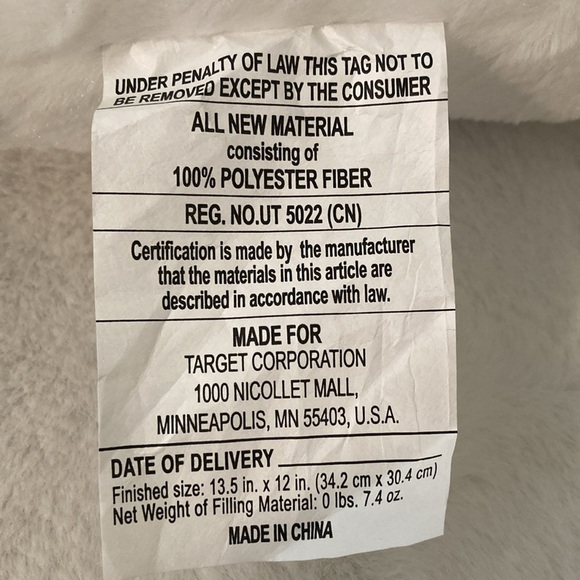 UNDER PENALTY OF LAW THIS TAG NOT TO
BE REMOVED EXCEPT BY THE CONSUMER
ALL NEW MATERIAL
consisting of
100% POLYESTER FIBER
REG. NO.UT 5022 (CN)
Certification is made by the manufacturer
that the materials in this article are
described in accordance with law.
MADE FOR
TARGET CORPORATION
1000 NICOLLET MALL,
MINNEAPOLIS, MN 55403, U.S.A.
DATE OF DELIVERY
Finished size: 13.5 in. x 12 in. (34.2 cm x 30.4 cm)
Net Weight of Filling Material: 0 lbs. 7.4 oz.
MADE IN CHINA